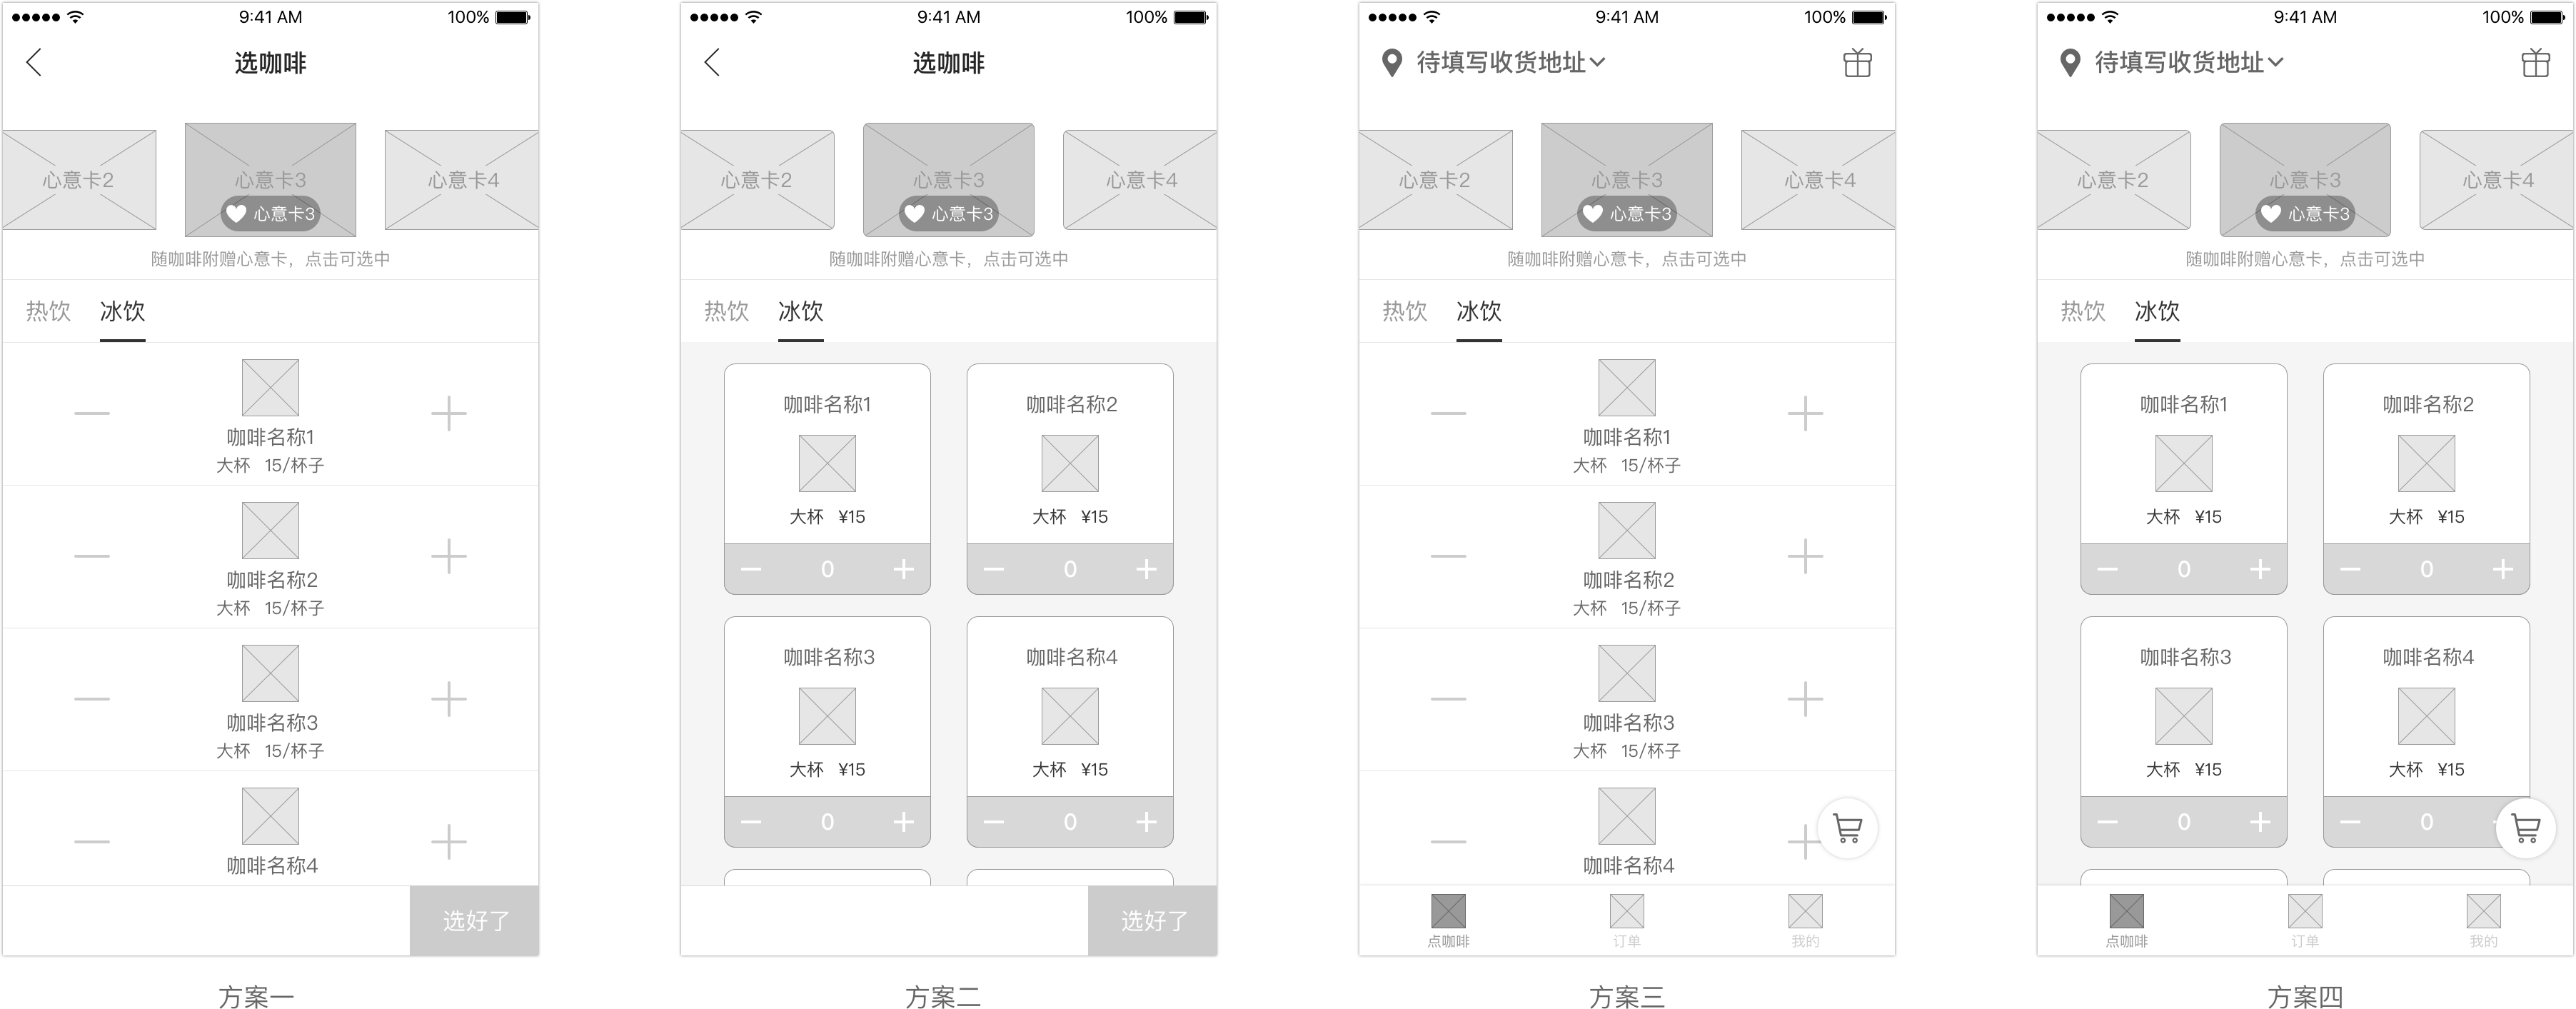 9:41 AM 100%
选咖啡
心意卡2 心意卡3 心意卡4
心意卡3
随咖啡附赠心意卡，点击可选中
热饮 冰饮
咖啡名称1
大杯 15/杯子
咖啡名称2
大杯 15/杯子
咖啡名称3
大杯 15/杯子
咖啡名称4
选好了
方案一
9:41 AM 100%
选咖啡
心意卡2 心意卡3 心意卡4
心意卡3
随咖啡附赠心意卡，点击可选中
热饮 冰饮
咖啡名称1 咖啡名称2
大杯 ¥15 大杯 ¥15
0 0
咖啡名称3 咖啡名称4
大杯 ¥15 大杯 ¥15
0 0
选好了
方案二
9:41 AM 100%
待填写收货地址
心意卡2 心意卡3 心意卡4
心意卡3
随咖啡附赠心意卡，点击可选中
热饮 冰饮
咖啡名称1
大杯 15/杯子
咖啡名称2
大杯 15/杯子
咖啡名称3
大杯 15/杯子
咖啡名称4
点咖啡 订单 我的
方案三
9:41 AM 100%
待填写收货地址
心意卡2 心意卡3 心意卡4
心意卡3
随咖啡附赠心意卡，点击可选中
热饮 冰饮
咖啡名称1 咖啡名称2
大杯 ¥15 大杯 ¥15
0 0
咖啡名称3 咖啡名称4
大杯 ¥15 大杯 ¥15
0 0
点咖啡 订单 我的
方案四